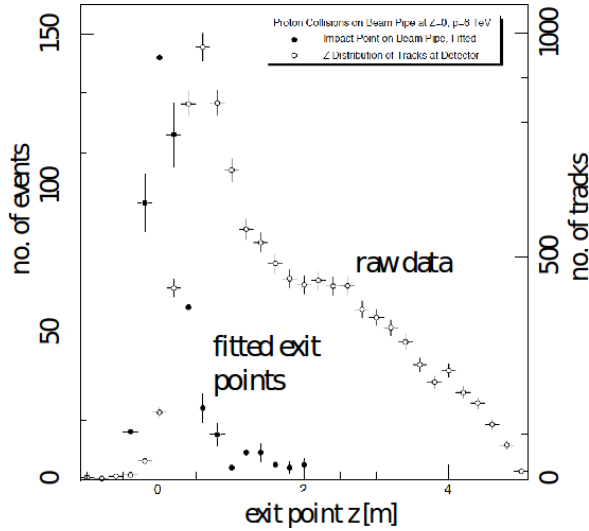 Proton Collisions on Beam Pipe at Z=0, p=6 TeV
Impact Point on Beam Pipe, Fitted
Z Distribution of Tracks at Detector
150
100
50
0
no. of events
1000
500
100
0
no. of tracks
raw data
fitted exit
points
0
2
4
exit point z [m]